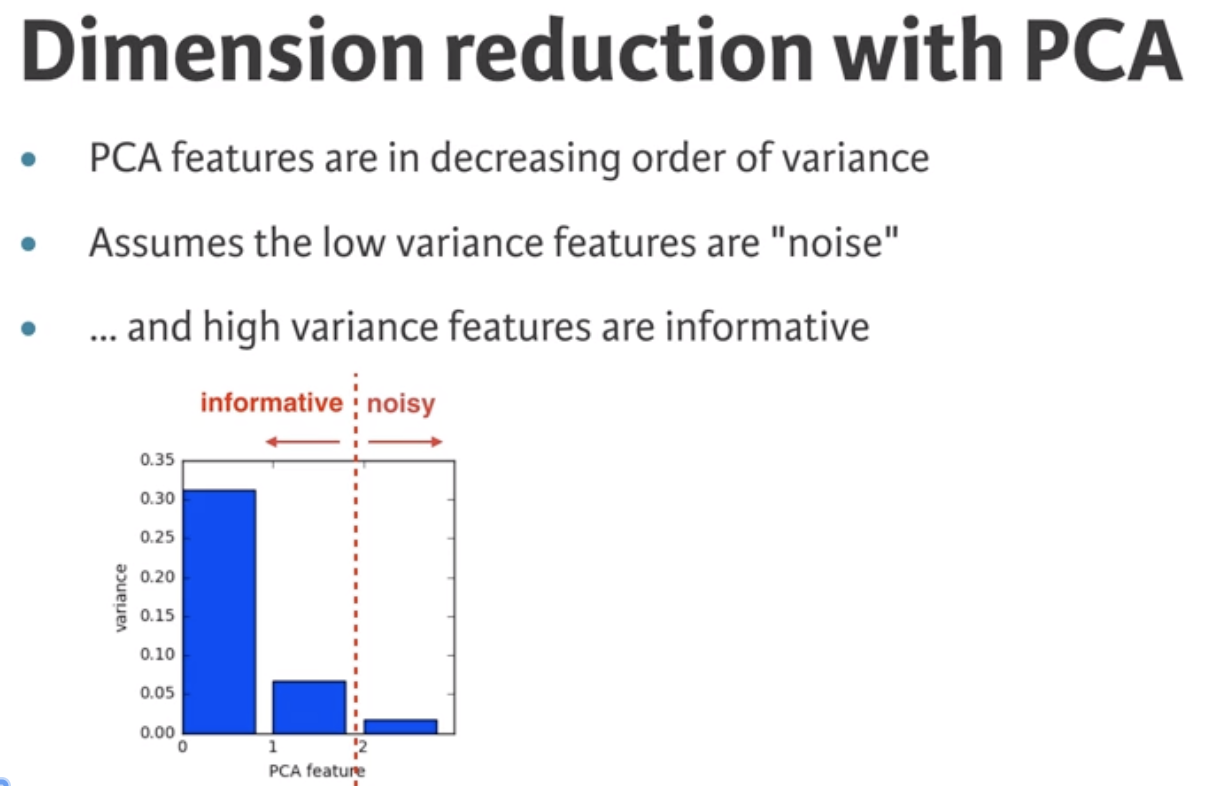 Dimension reduction with PCA
• PCA features are in decreasing order of variance
• Assumes the low variance features are "noise"
• ... and high variance features are informative
informative noisy
0.35
0.30
0.25
0.20
0.15
0.10
0.05
0.00
variance
0 1 2
PCA feature